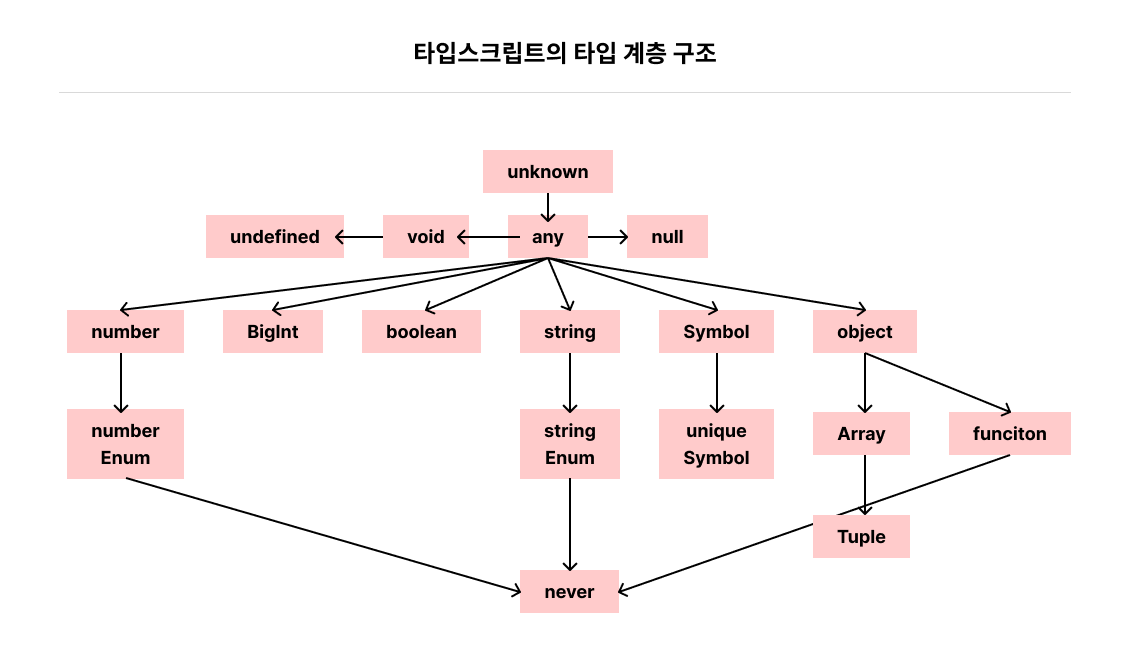 타입스크립트의 타입 계층 구조
unknown
undefined
void
any
null
number
BigInt
boolean
string
Symbol
object
number
Enum
string
Enum
unique
Symbol
Array
funciton
Tuple
never